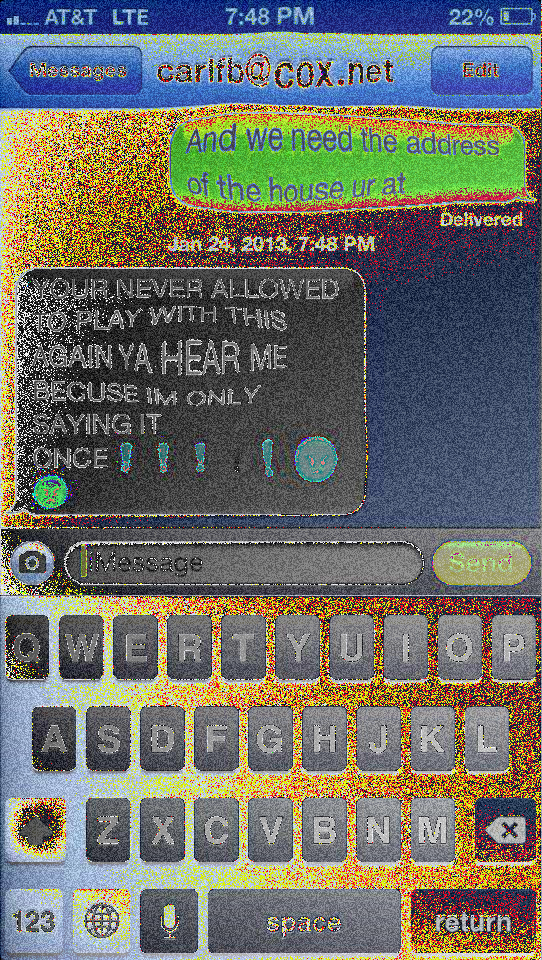 AT&T LTE 7:48 PM 22%
Messages carifb@cox.net Edit
And we need the address
of the house ur at
Delivered
Jan 24, 2013, 7:48 PM
YOUR NEVER ALLOWED
TO PLAY WITH THIS
AGAIN YA HEAR ME
BECUSE IM ONLY
SAYING IT
ONCE❗❗❗❗❗
Message Send
Q W E R T Y U I O P
A S D F G H J K L
Z X C V B N M
123 space return